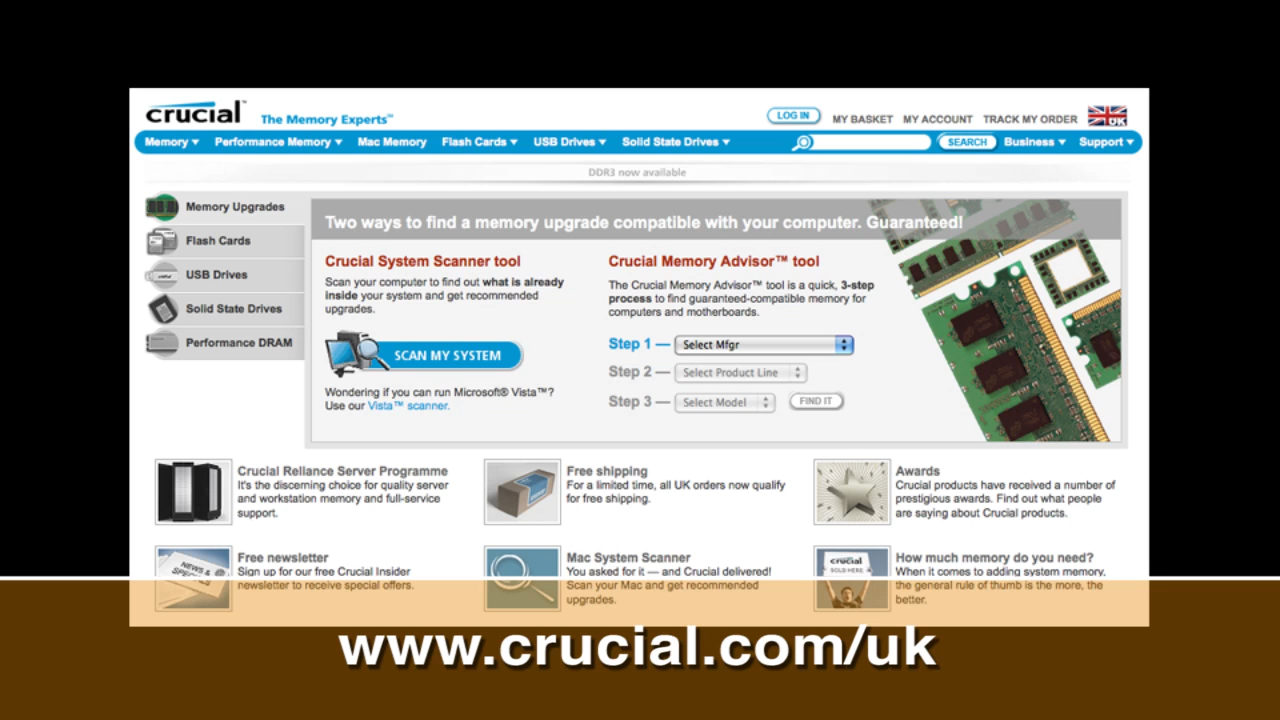 crucial™ The Memory Experts™
LOG IN MY BASKET MY ACCOUNT TRACK MY ORDER UK
Memory Performance Memory Mac Memory Flash Cards USB Drives Solid State Drives SEARCH Business Support
DDR3 now available
Memory Upgrades
Flash Cards
USB Drives
Solid State Drives
Performance DRAM
Two ways to find a memory upgrade compatible with your computer. Guaranteed!
Crucial System Scanner tool
Scan your computer to find out what is already
inside your system and get recommended
upgrades.
SCAN MY SYSTEM
Wondering if you can run Microsoft® Vista™?
Use our Vista™ scanner.
Crucial Memory Advisor™ tool
The Crucial Memory Advisor™ tool is a quick, 3-step
process to find guaranteed-compatible memory for
computers and motherboards.
Step 1 — Select Mfgr
Step 2 — Select Product Line
Step 3 — Select Model FIND IT
Crucial Reliance Server Programme
It's the discerning choice for quality server
and workstation memory and full-service
support.
Free shipping
For a limited time, all UK orders now qualify
for free shipping.
Awards
Crucial products have received a number of
prestigious awards. Find out what people
are saying about Crucial products.
NEWS &
Free newsletter
Sign up for our free Crucial Insider
newsletter to receive special offers.
Mac System Scanner
You asked for it — and Crucial delivered!
Scan your Mac and get recommended
upgrades.
crucial
SOLD HERE
How much memory do you need?
When it comes to adding system memory,
the general rule of thumb is the more, the
better.
www.crucial.com/uk